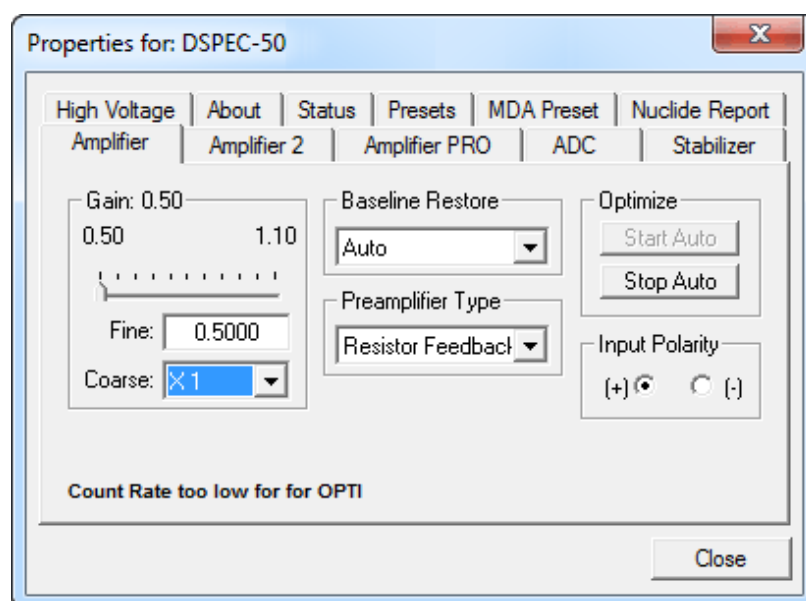 Properties for: DSPEC-50
High Voltage About Status Presets MDA Preset Nuclide Report
Amplifier Amplifier 2 Amplifier PRO ADC Stabilizer
Gain: 0.50
0.50 1.10
Fine: 0.5000
Coarse: X 1
Baseline Restore
Auto
Preamplifier Type
Resistor Feedback
Optimize
Start Auto
Stop Auto
Input Polarity
(+) (-)
Count Rate too low for for OPTI
Close